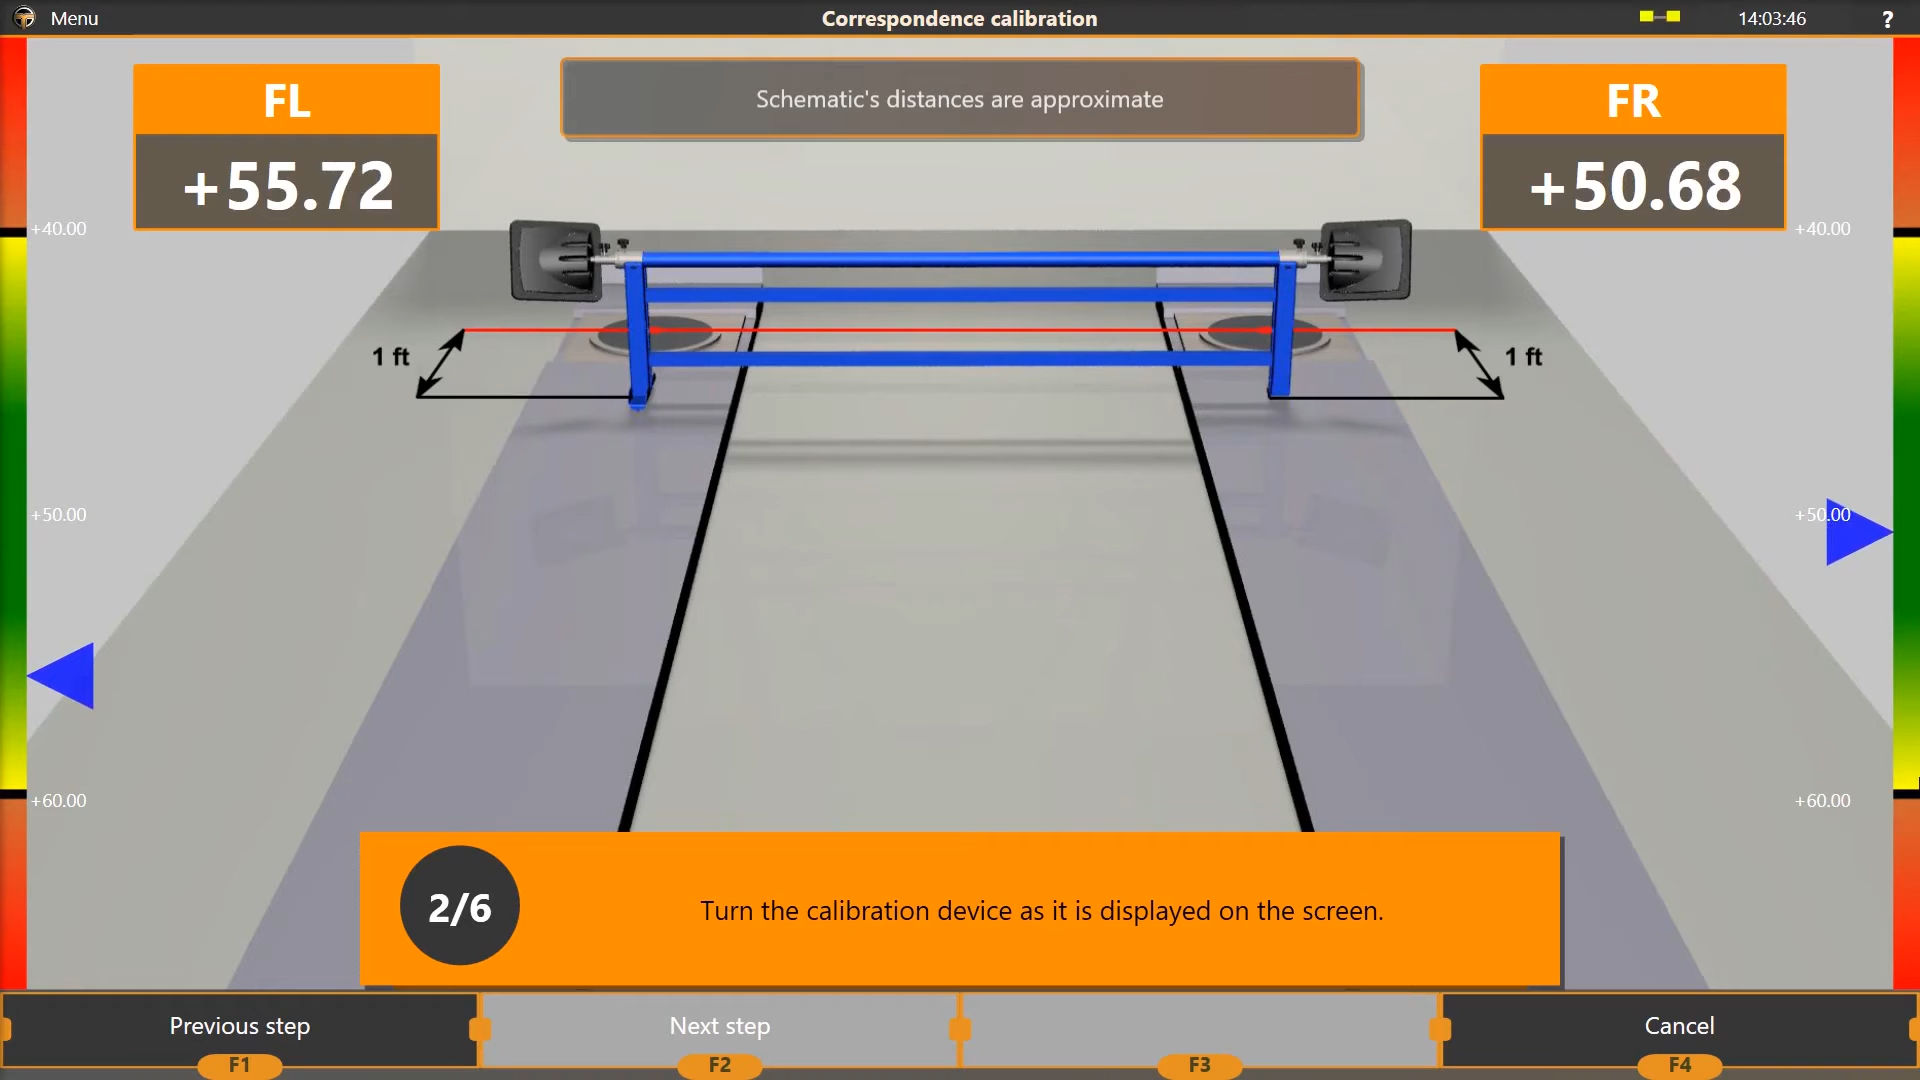 Menu
Correspondence calibration
14:03:46
?
FL
+55.72
Schematic's distances are approximate
FR
+50.68
+40.00
+40.00
1 ft
1 ft
+50.00
+50.00
+60.00
+60.00
2/6
Turn the calibration device as it is displayed on the screen.
Previous step
Next step
Cancel
F1
F2
F3
F4